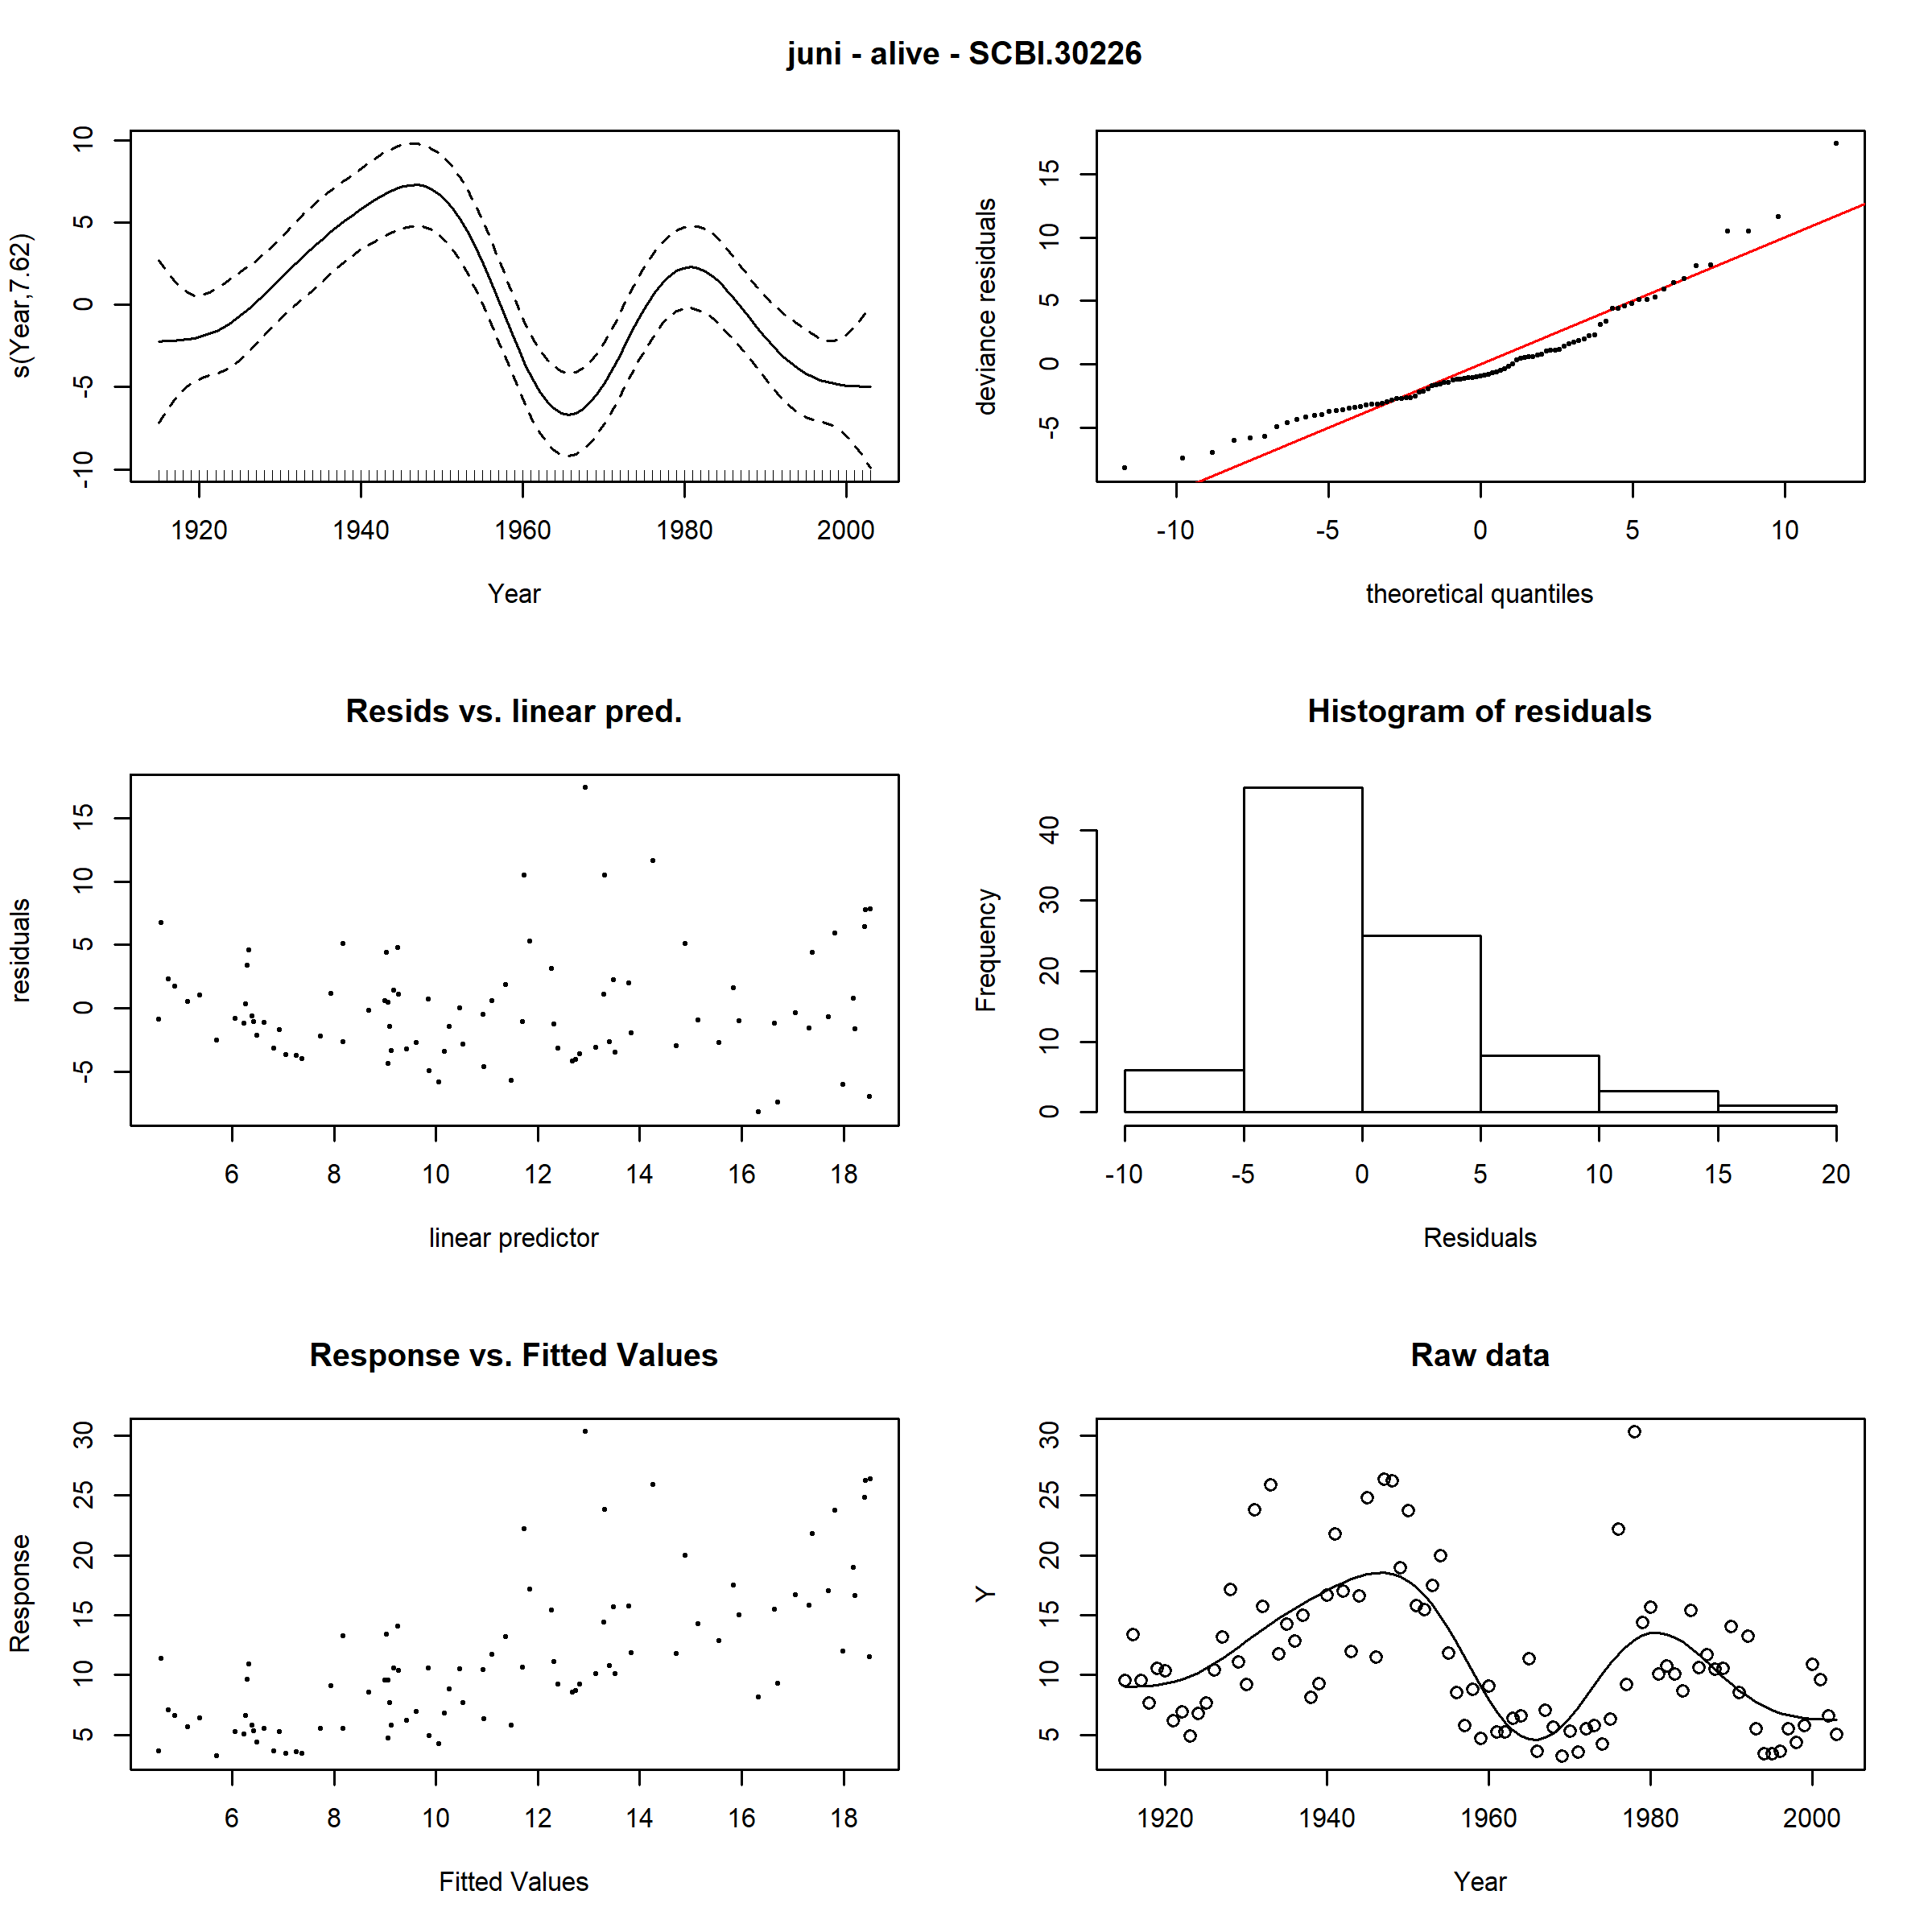 juni - alive - SCBI.30226
s(Year,7.62)
10
5
0
-5
-10
1920 1940 1960 1980 2000
Year
deviance residuals
15
10
5
0
-5
-10 -5 0 5 10
theoretical quantiles
Resids vs. linear pred.
residuals
15
10
5
0
-5
6 8 10 12 14 16 18
linear predictor
Histogram of residuals
Frequency
40
30
20
10
0
-10 -5 0 5 10 15 20
Residuals
Response vs. Fitted Values
Response
30
25
20
15
10
5
6 8 10 12 14 16 18
Fitted Values
Raw data
Y
30
25
20
15
10
5
1920 1940 1960 1980 2000
Year